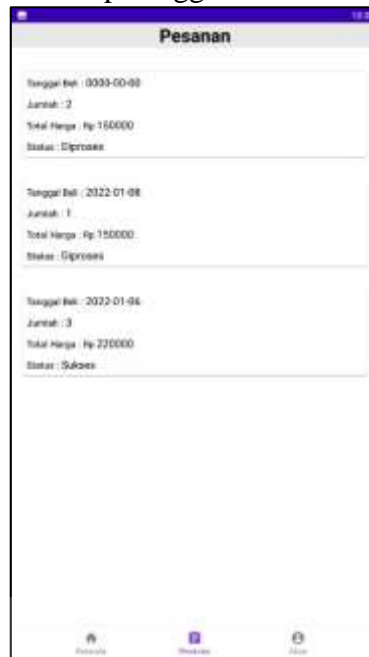 Pesanan
Tanggal Beli : 0000-00-00
Jumlah : 2
Total Harga : Rp 160000
Status : Diproses
Tanggal Beli : 2022-01-08
Jumlah : 1
Total Harga : Rp 150000
Status : Diproses
Tanggal Beli : 2022-01-06
Jumlah : 3
Total Harga : Rp 220000
Status : Sukses
Beranda
Pesanan
Akun